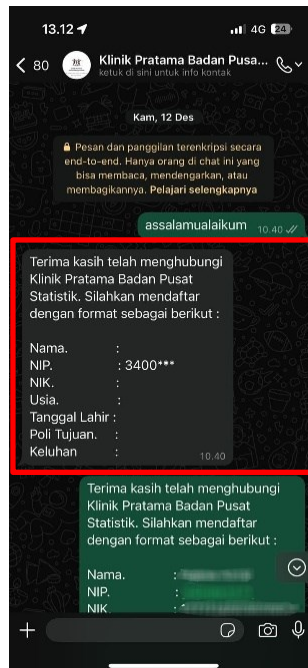 13.12
4G 24
80
Klinik Pratama Badan Pusa...
ketuk di sini untuk info kontak
Kam, 12 Des
Pesan dan panggilan terenkripsi secara
end-to-end. Hanya orang di chat ini yang
bisa membaca, mendengarkan, atau
membagikannya. Pelajari selengkapnya
assalamualaikum 10.40
Terima kasih telah menghubungi
Klinik Pratama Badan Pusat
Statistik. Silahkan mendaftar
dengan format sebagai berikut :
Nama. :
NIP. : 3400***
NIK. :
Usia. :
Tanggal Lahir :
Poli Tujuan. :
Keluhan :
10.40
Terima kasih telah menghubungi
Klinik Pratama Badan Pusat
Statistik. Silahkan mendaftar
dengan format sebagai berikut :
Nama. :
NIP. :
NIK :